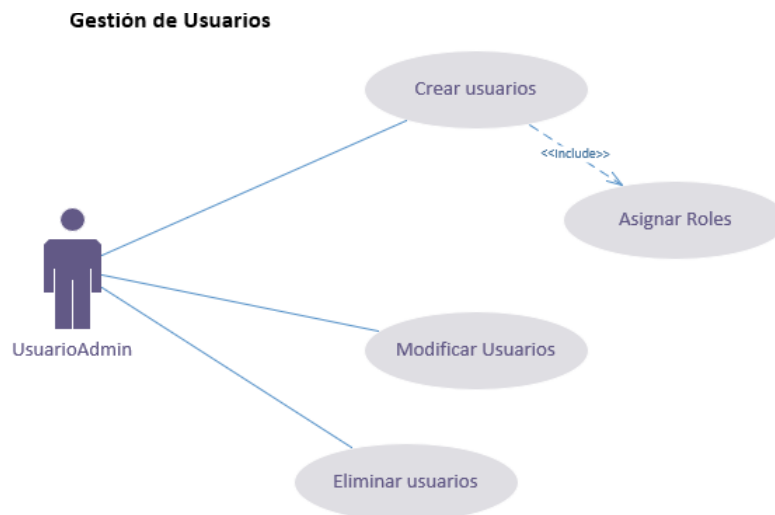 Gestión de Usuarios
Crear usuarios
<<include>>
Asignar Roles
UsuarioAdmin
Modificar Usuarios
Eliminar usuarios